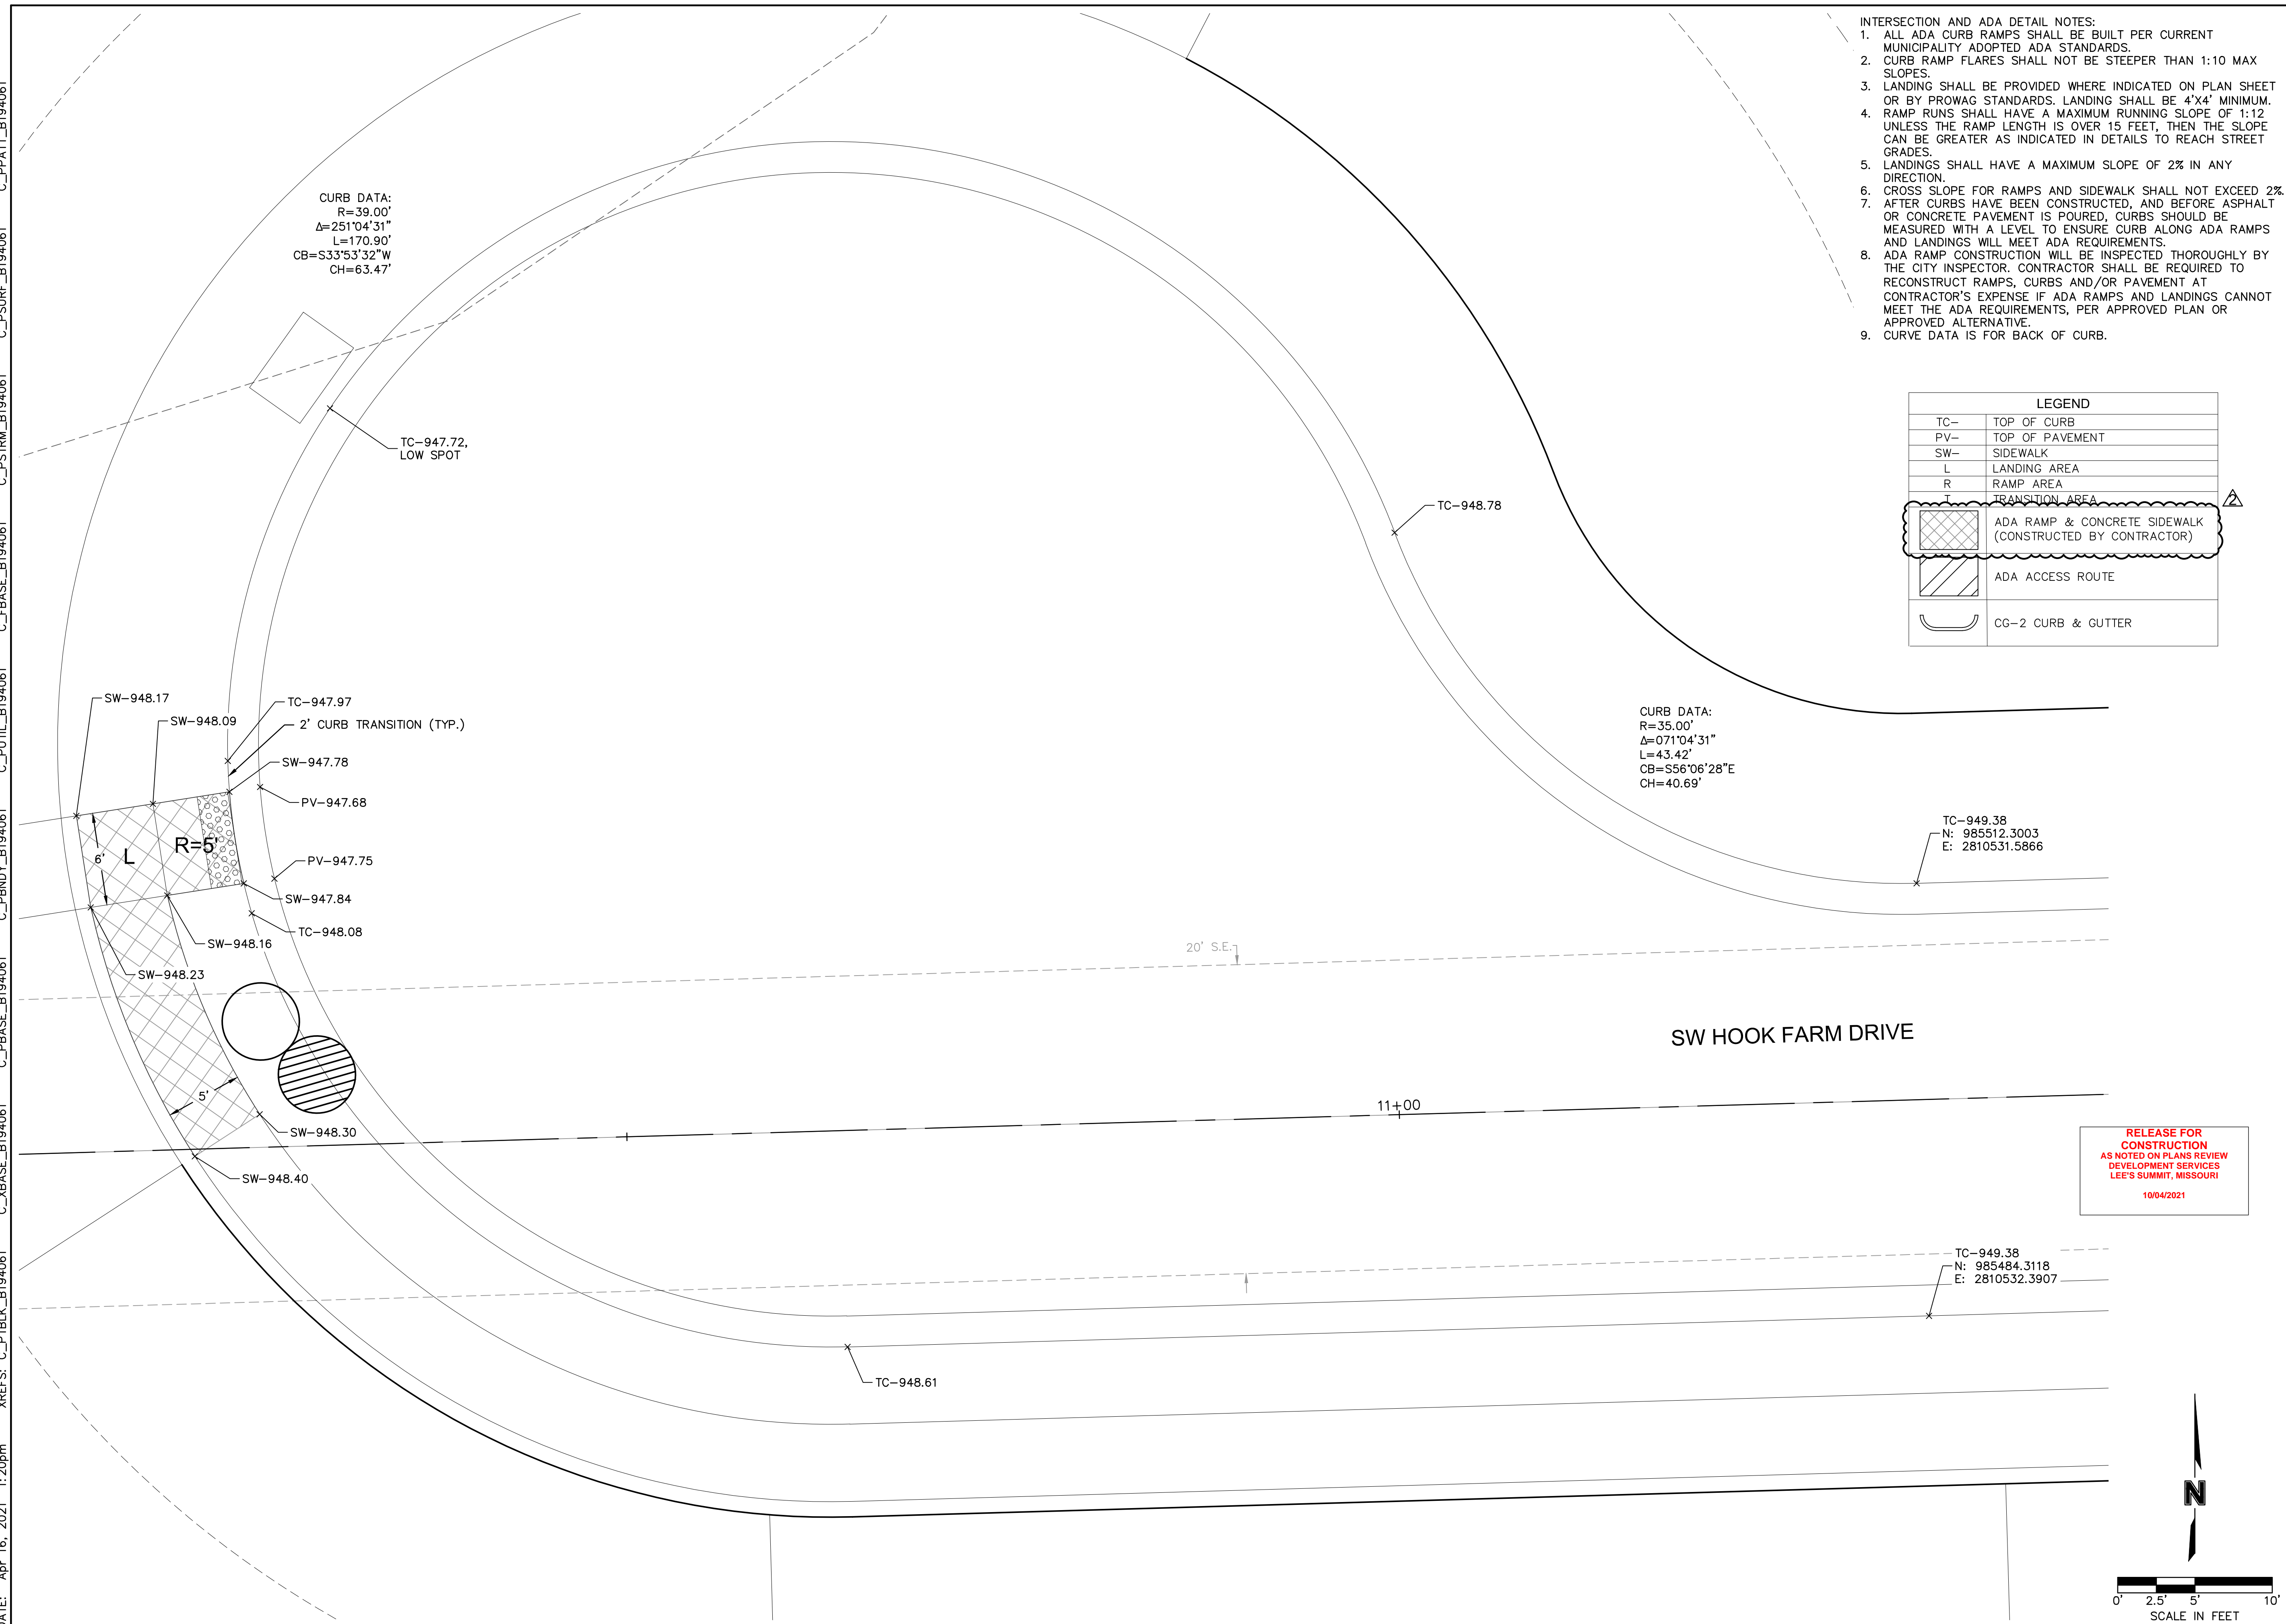 INTERSECTION AND ADA DETAIL NOTES:
1. ALL ADA CURB RAMPS SHALL BE BUILT PER CURRENT
MUNICIPALITY ADOPTED ADA STANDARDS.
2. CURB RAMP FLARES SHALL NOT BE STEEPER THAN 1:10 MAX
SLOPES.
3. LANDING SHALL BE PROVIDED WHERE INDICATED ON PLAN SHEET
OR BY PROWAG STANDARDS. LANDING SHALL BE 4'X4' MINIMUM.
4. RAMP RUNS SHALL HAVE A MAXIMUM RUNNING SLOPE OF 1:12
UNLESS THE RAMP LENGTH IS OVER 15 FEET, THEN THE SLOPE
CAN BE GREATER AS INDICATED IN DETAILS TO REACH STREET
GRADES.
5. LANDINGS SHALL HAVE A MAXIMUM SLOPE OF 2% IN ANY
DIRECTION.
6. CROSS SLOPE FOR RAMPS AND SIDEWALK SHALL NOT EXCEED 2%.
7. AFTER CURBS HAVE BEEN CONSTRUCTED, AND BEFORE ASPHALT
OR CONCRETE PAVEMENT IS POURED, CURBS SHOULD BE
MEASURED WITH A LEVEL TO ENSURE CURB ALONG ADA RAMPS
AND LANDINGS WILL MEET ADA REQUIREMENTS.
8. ADA RAMP CONSTRUCTION WILL BE INSPECTED THOROUGHLY BY
THE CITY INSPECTOR. CONTRACTOR SHALL BE REQUIRED TO
RECONSTRUCT RAMPS, CURBS AND/OR PAVEMENT AT
CONTRACTOR'S EXPENSE IF ADA RAMPS AND LANDINGS CANNOT
MEET THE ADA REQUIREMENTS, PER APPROVED PLAN OR
APPROVED ALTERNATIVE.
9. CURVE DATA IS FOR BACK OF CURB.
CURB DATA:
R=39.00'
Δ=251°04'31"
L=170.90'
CB=S33°53'32"W
CH=63.47'
LEGEND
TC- TOP OF CURB
PV- TOP OF PAVEMENT
SW- SIDEWALK
L LANDING AREA
R RAMP AREA
T TRANSITION AREA
2
ADA RAMP & CONCRETE SIDEWALK
(CONSTRUCTED BY CONTRACTOR)
ADA ACCESS ROUTE
CG-2 CURB & GUTTER
TC-947.72,
LOW SPOT
TC-948.78
SW-948.17
SW-948.09
TC-947.97
2' CURB TRANSITION (TYP.)
SW-947.78
PV-947.68
6'
L
R=5'
PV-947.75
SW-947.84
TC-948.08
SW-948.16
SW-948.23
5'
SW-948.30
SW-948.40
CURB DATA:
R=35.00'
Δ=071°04'31"
L=43.42'
CB=S56°06'28"E
CH=40.69'
TC-949.38
N: 985512.3003
E: 2810531.5866
20' S.E.
SW HOOK FARM DRIVE
11+00
RELEASE FOR
CONSTRUCTION
AS NOTED ON PLANS REVIEW
DEVELOPMENT SERVICES
LEE'S SUMMIT, MISSOURI
10/04/2021
TC-949.38
N: 985484.3118
E: 2810532.3907
TC-948.61
N
0' 2.5' 5' 10'
SCALE IN FEET
DATE: Apr 16, 2021 1:20pm XREFS: C_PTBLK_B194061 C_XBASE_B194061 C_PBASE_B194061 C_PBNDY_B194061 C_PUTIL_B194061 C_FBASE_B194061 C_PSTRM_B194061 C_PSURF_B194061